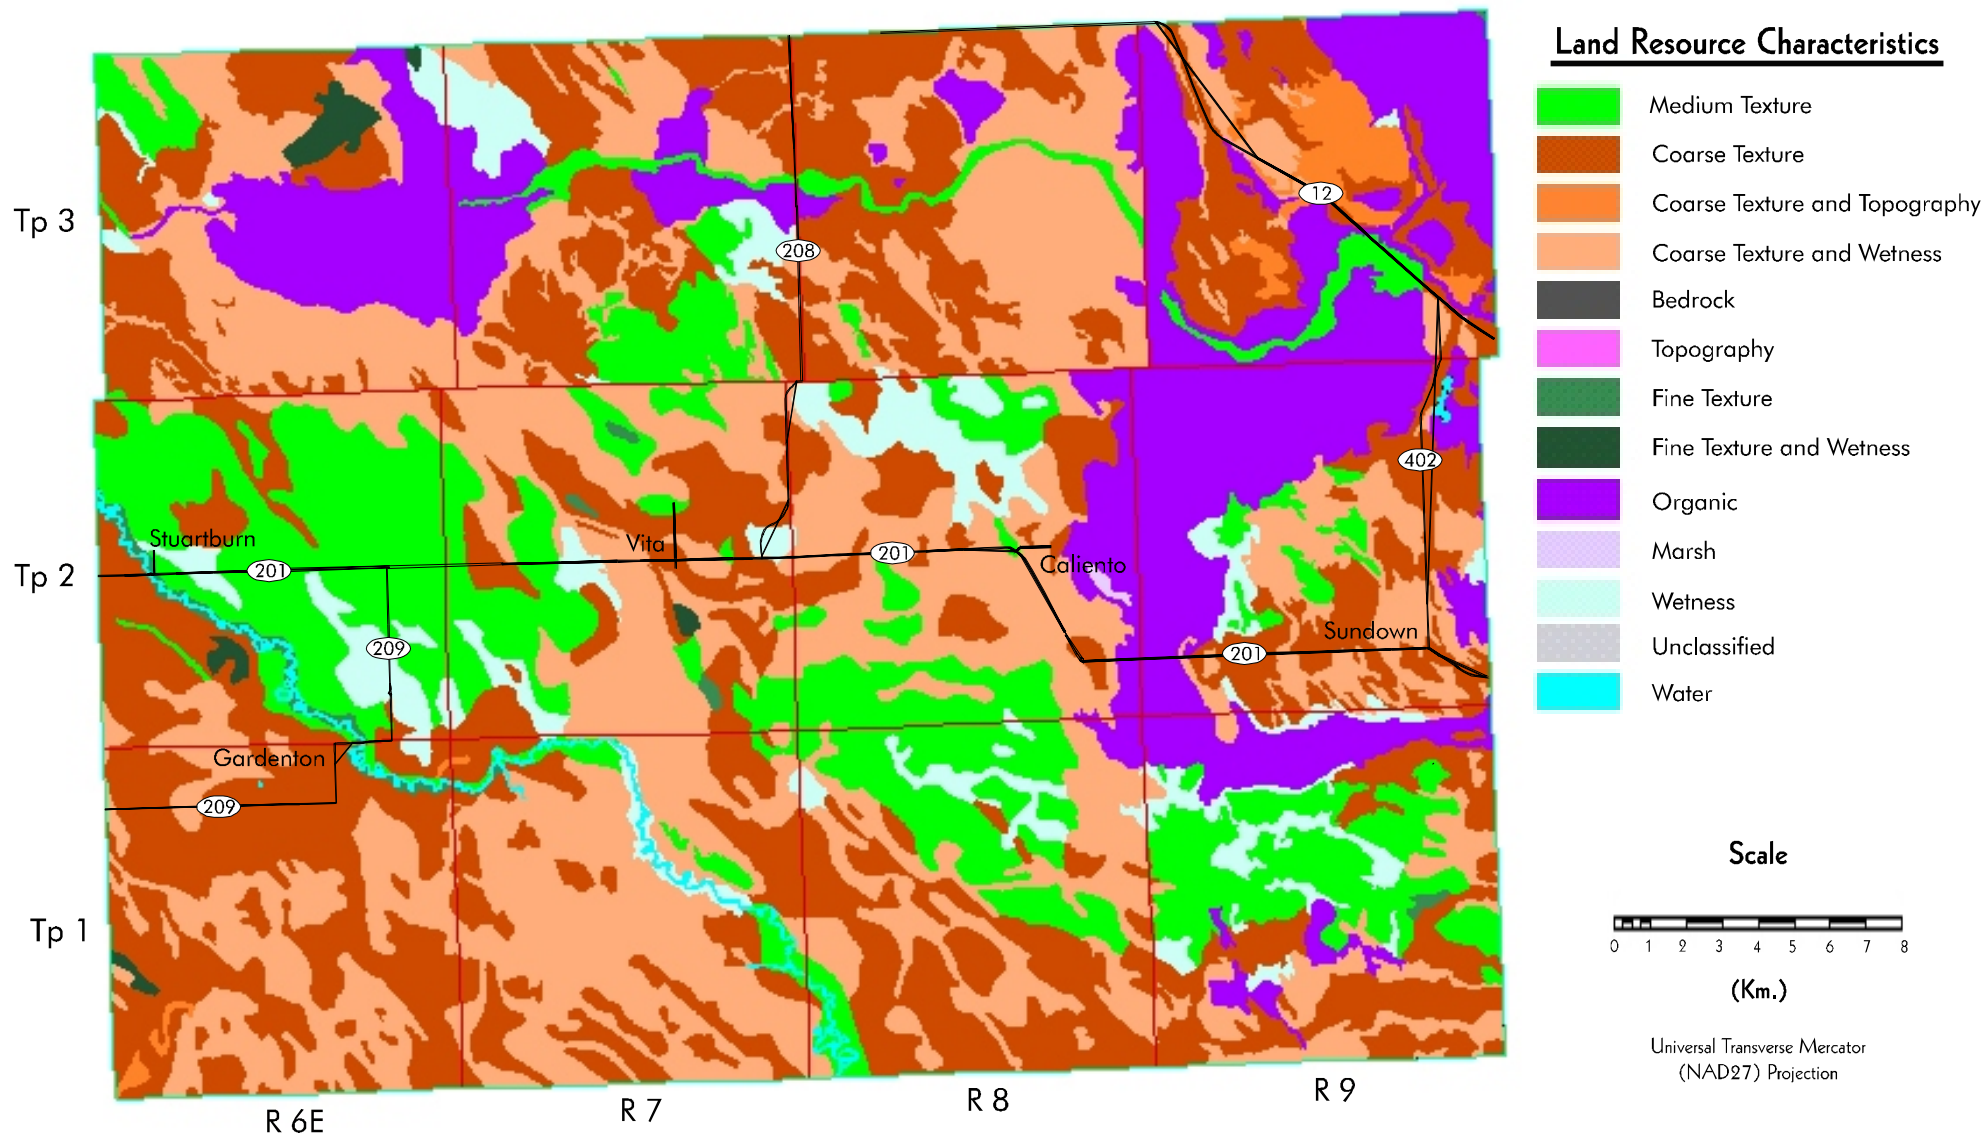 Land Resource Characteristics
Medium Texture
Coarse Texture
Coarse Texture and Topography
Coarse Texture and Wetness
Bedrock
Topography
Fine Texture
Fine Texture and Wetness
Organic
Marsh
Wetness
Unclassified
Water
Tp 3
Tp 2
Tp 1
12
208
402
Stuartburn
Vita
201
201
Caliento
209
Sundown
201
Gardenton
209
R 6E
R 7
R 8
R 9
Scale
0 1 2 3 4 5 6 7 8
(Km.)
Universal Transverse Mercator
(NAD27) Projection